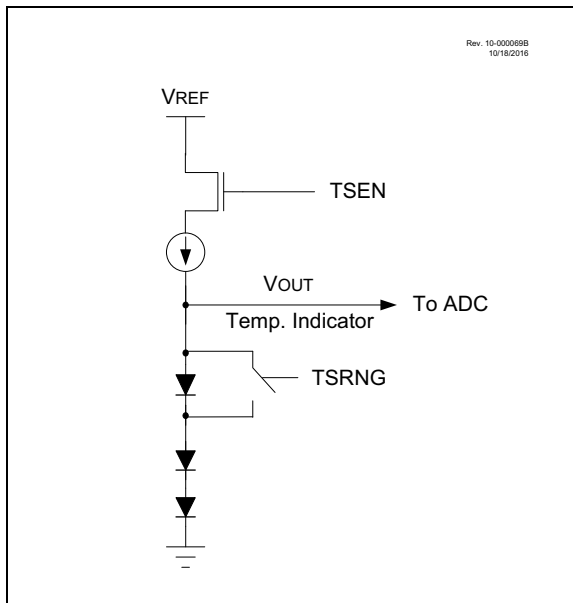 Rev. 10-000069B
10/18/2016
VREF
TSEN
VOUT
To ADC
Temp. Indicator
TSRNG